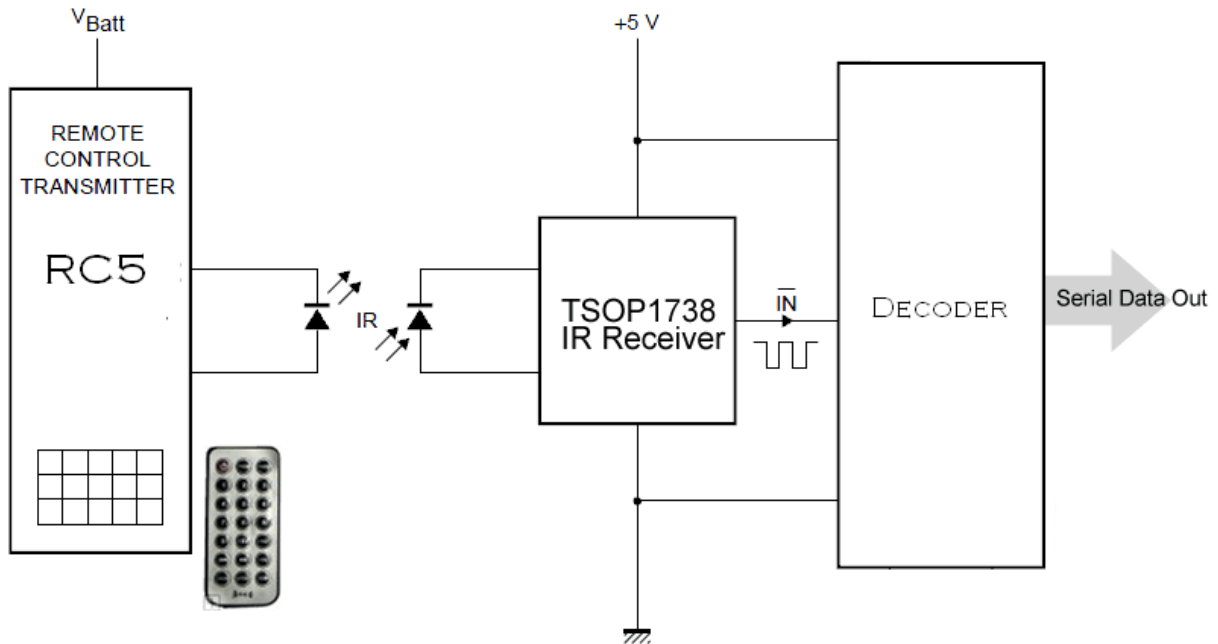 VBatt
REMOTE
CONTROL
TRANSMITTER
RC5
IR
+5 V
TSOP1738
IR Receiver
IN
DECODER
Serial Data Out